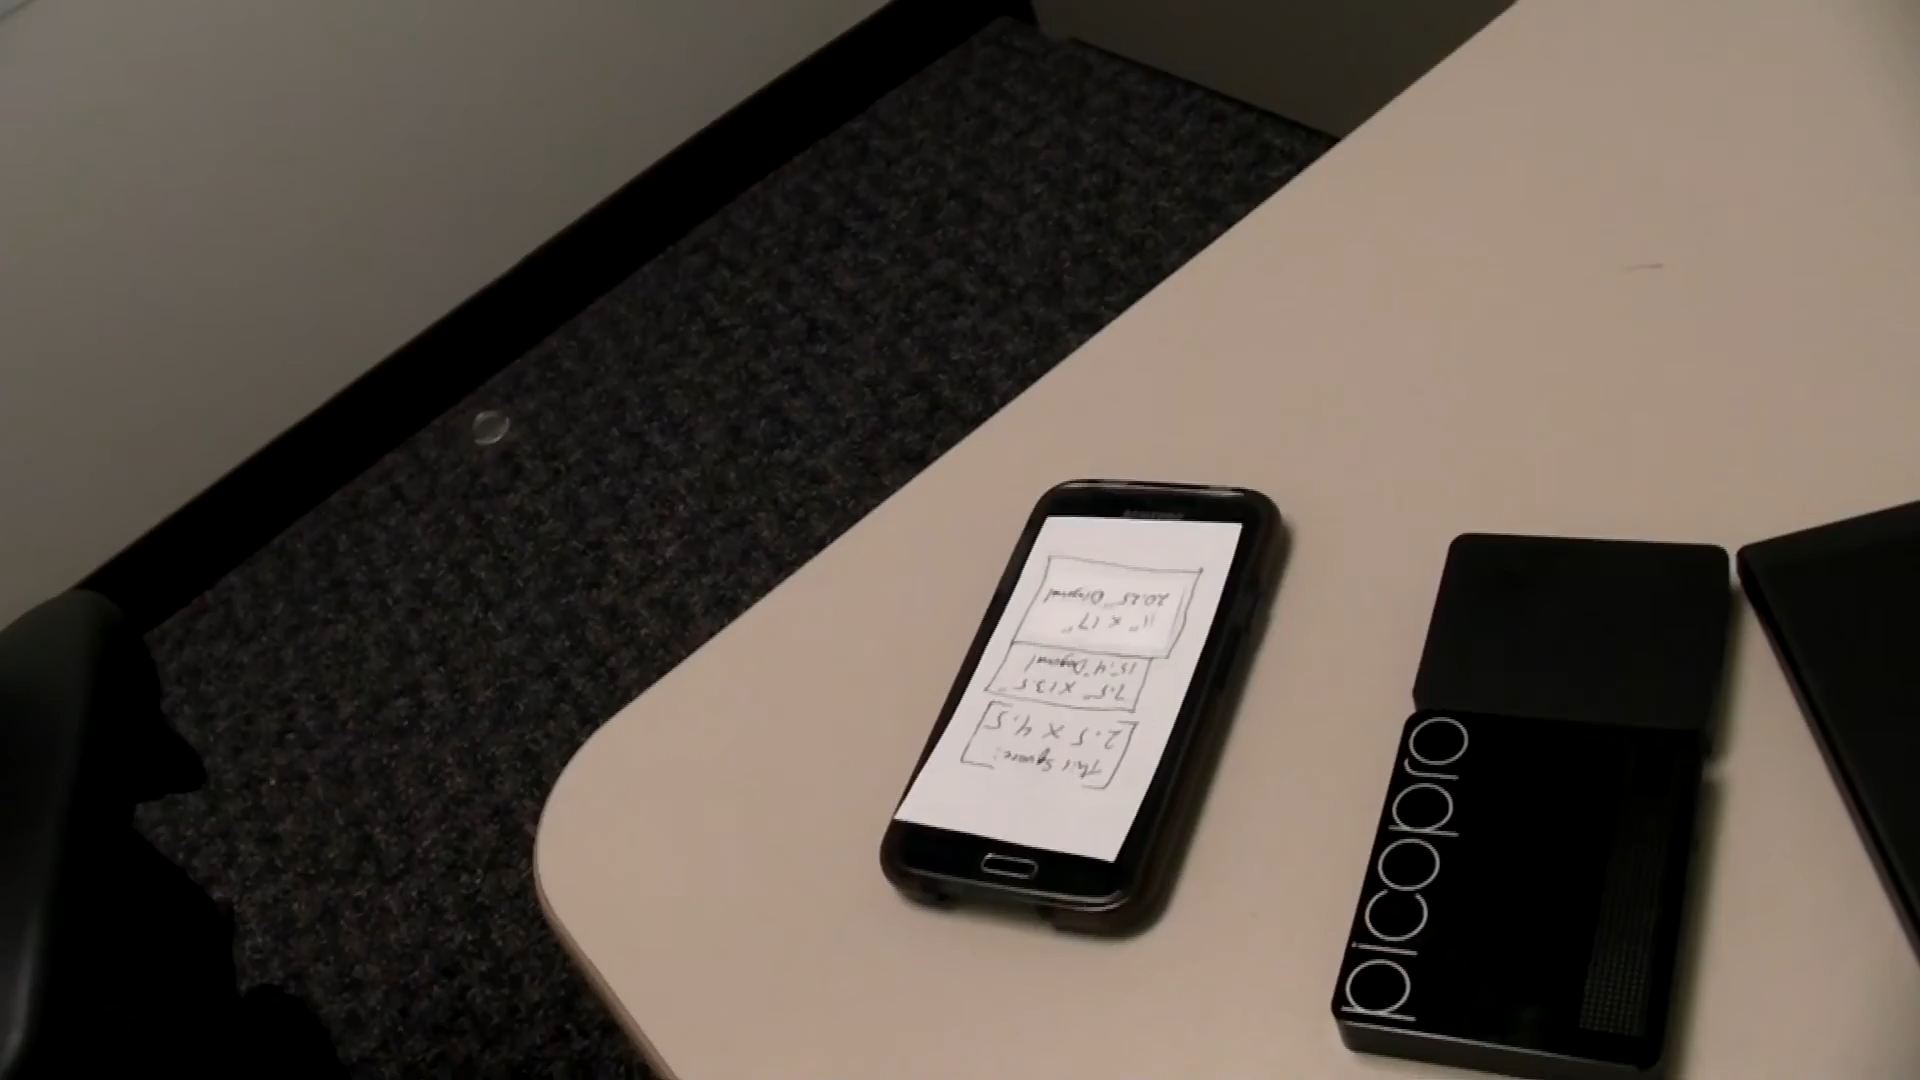 This Square:
2.5 x 4.5
7.5" x 13.5"
15.4" Diagonal
11" x 17"
20.25" Diagonal
SAMSUNG
picopro